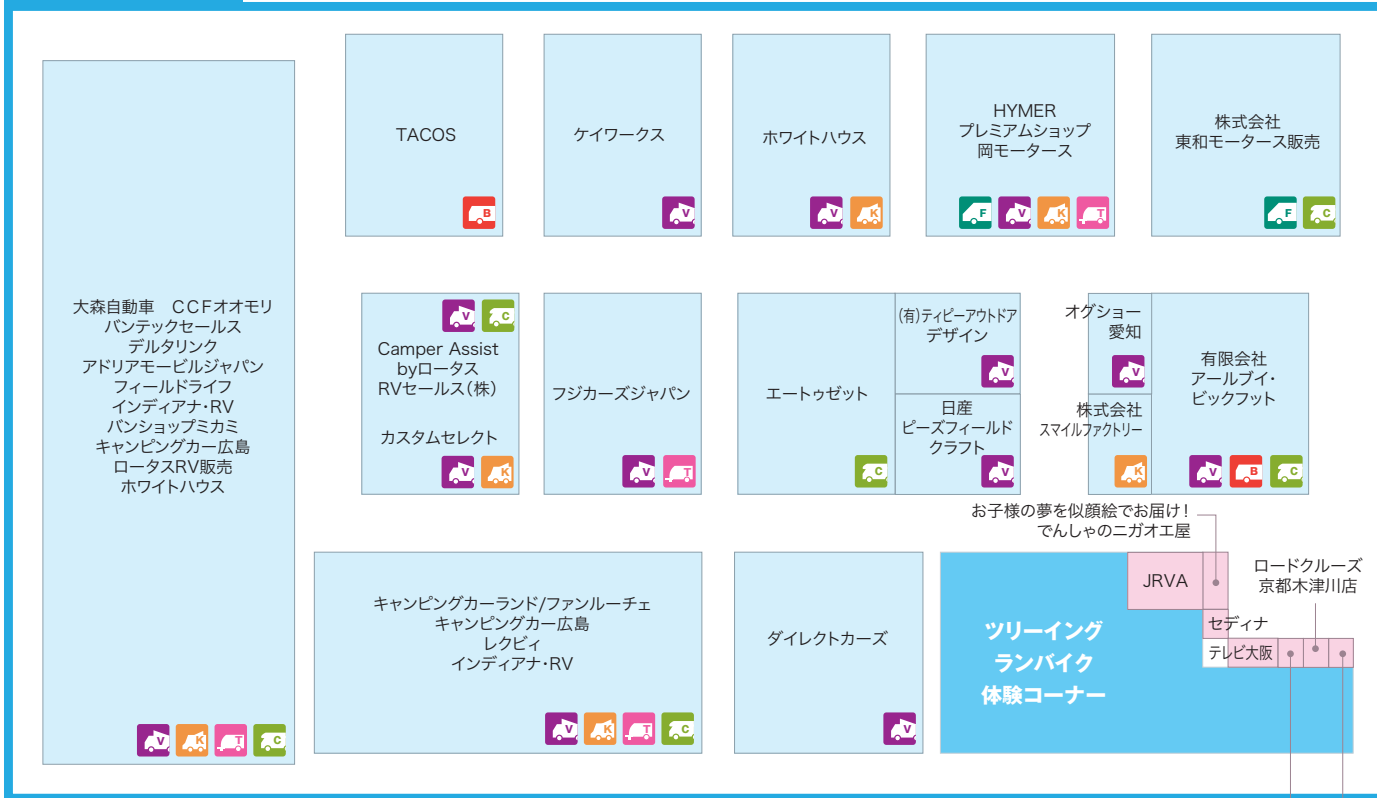 TACOS
B
ケイワークス
V
ホワイトハウス
V K
HYMER
プレミアムショップ
岡モータース
F V K T
株式会社
東和モータース販売
F C
大森自動車　CCFオオモリ
バンテックセールス
デルタリンク
アドリアモービルジャパン
フィールドライフ
インディアナ・RV
バンショップミカミ
キャンピングカー広島
ロータスRV販売
ホワイトハウス
V K T C
V C
Camper Assist
byロータス
RVセールス（株）
カスタムセレクト
V K
フジカーズジャパン
V T
エートゥゼット
C
(有)ティピーアウトドア
デザイン
V
日産
ピーズフィールド
クラフト
V
オグショー
愛知
V
株式会社
スマイルファクトリー
K
有限会社
アールブイ・
ビックフット
V B C
キャンピングカーランド/ファンルーチェ
キャンピングカー広島
レクビィ
インディアナ・RV
V K T C
ダイレクトカーズ
V
ツリーイング
ランバイク
体験コーナー
お子様の夢を似顔絵でお届け！
でんしゃのニガオエ屋
JRVA
ロードクルーズ
京都木津川店
セディナ
テレビ大阪